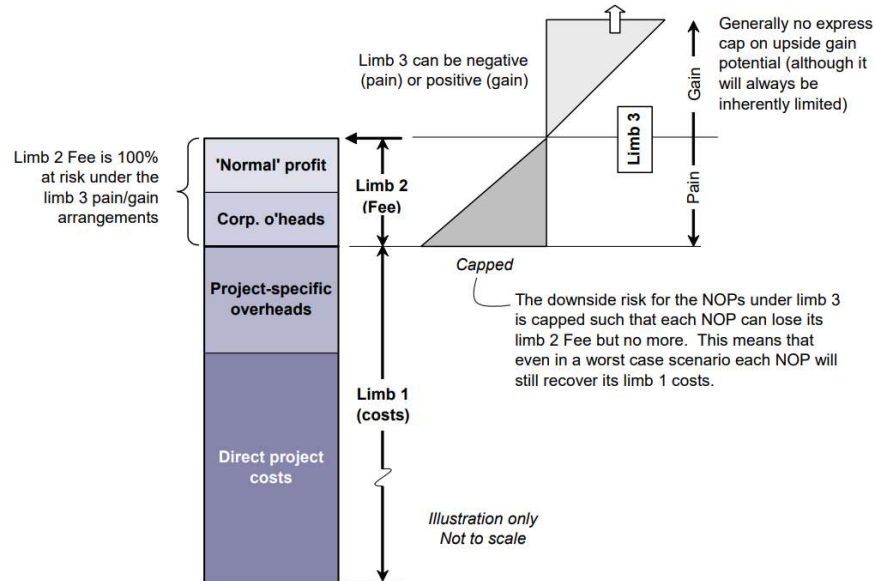 Generally no express
cap on upside gain
potential (although it
will always be
inherently limited)
Limb 3 can be negative
(pain) or positive (gain)
Gain
Limb 3
Pain
Limb 2 Fee is 100%
at risk under the
limb 3 pain/gain
arrangements
'Normal' profit
Corp. o'heads
Limb 2
(Fee)
Capped
Project-specific
overheads
The downside risk for the NOPs under limb 3
is capped such that each NOP can lose its
limb 2 Fee but no more. This means that
even in a worst case scenario each NOP will
still recover its limb 1 costs.
Limb 1
(costs)
Direct project
costs
Illustration only
Not to scale